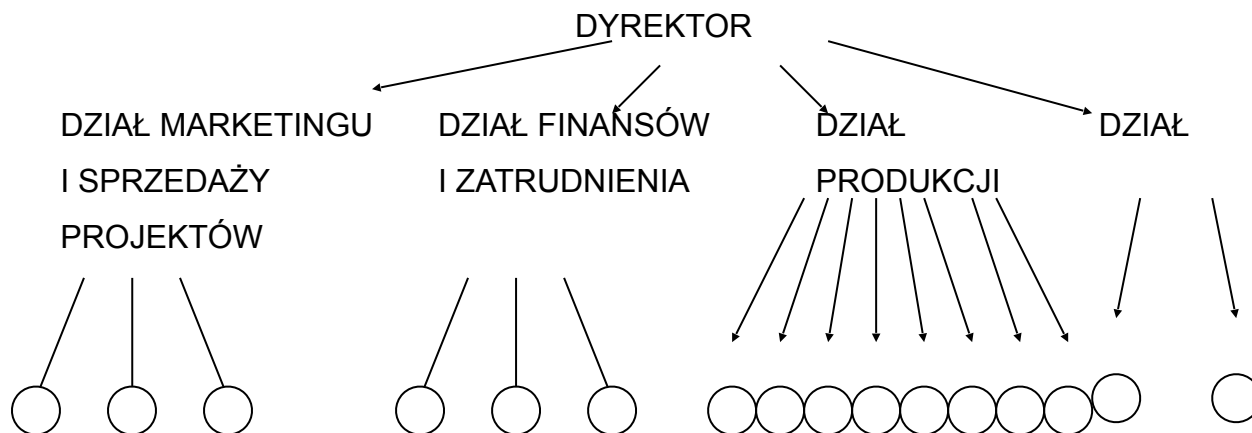 DYREKTOR
DZIAŁ MARKETINGU
I SPRZEDAŻY
PROJEKTÓW
DZIAŁ FINANSÓW
I ZATRUDNIENIA
DZIAŁ
PRODUKCJI
DZIAŁ